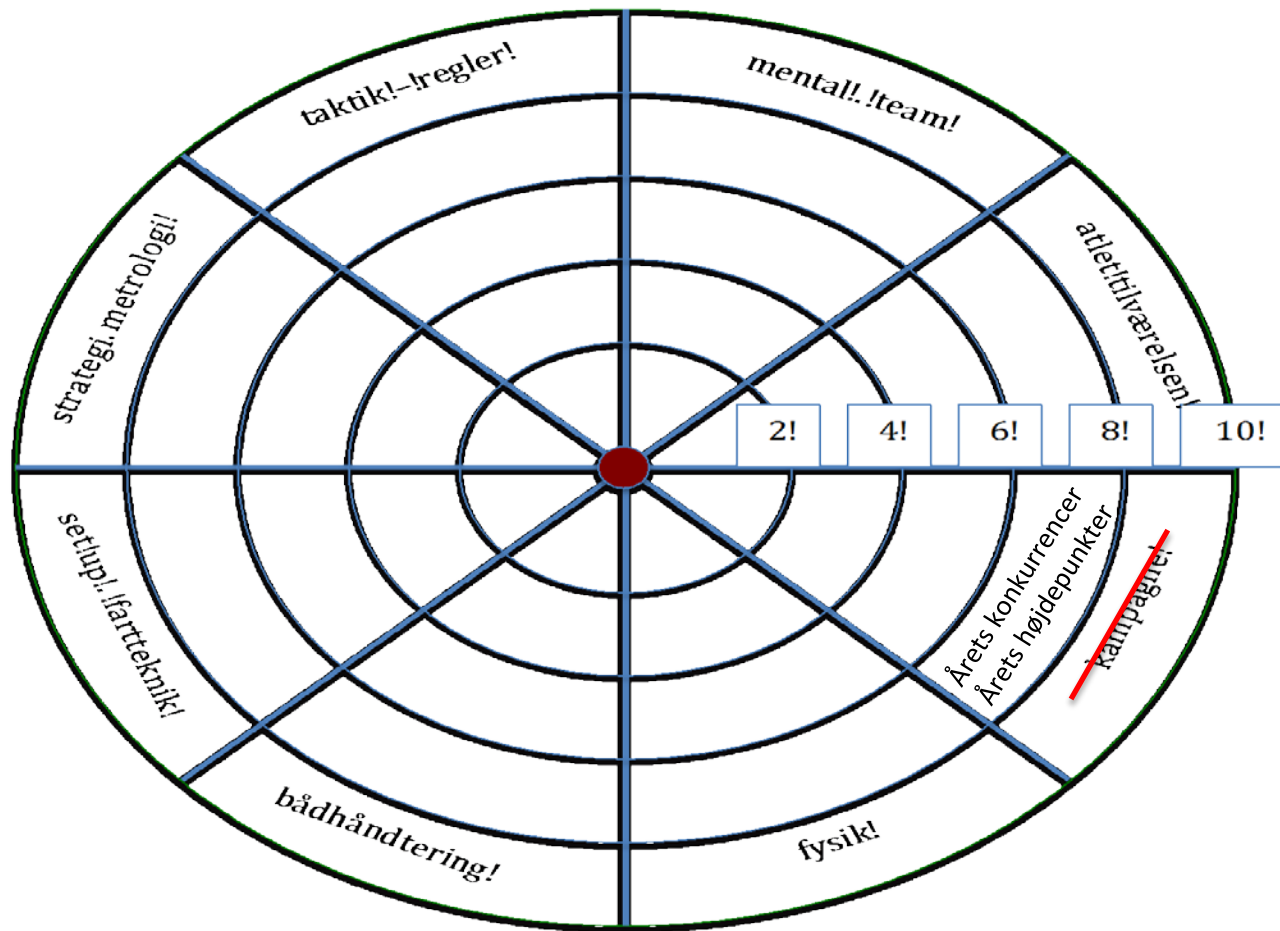 taktik!-!regler!
mental!.!team!
strategi. metrologi!
atlet!tilværelsen!
2!
4!
6!
8!
10!
set!up!.!fartteknik!
Årets konkurrencer
Årets højdepunkter
kampagne!
bådhåndtering!
fysik!